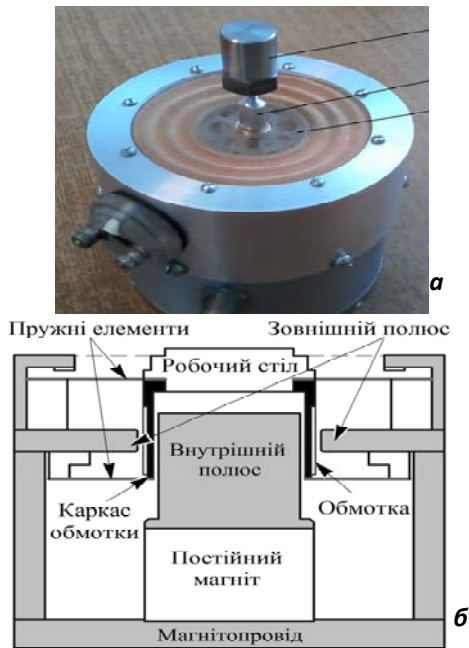 а
Пружні елементи
Зовнішній полюс
Робочий стіл
Внутрішній
полюс
Каркас
обмотки
Обмотка
Постійний
магніт
Магнітопровід
б